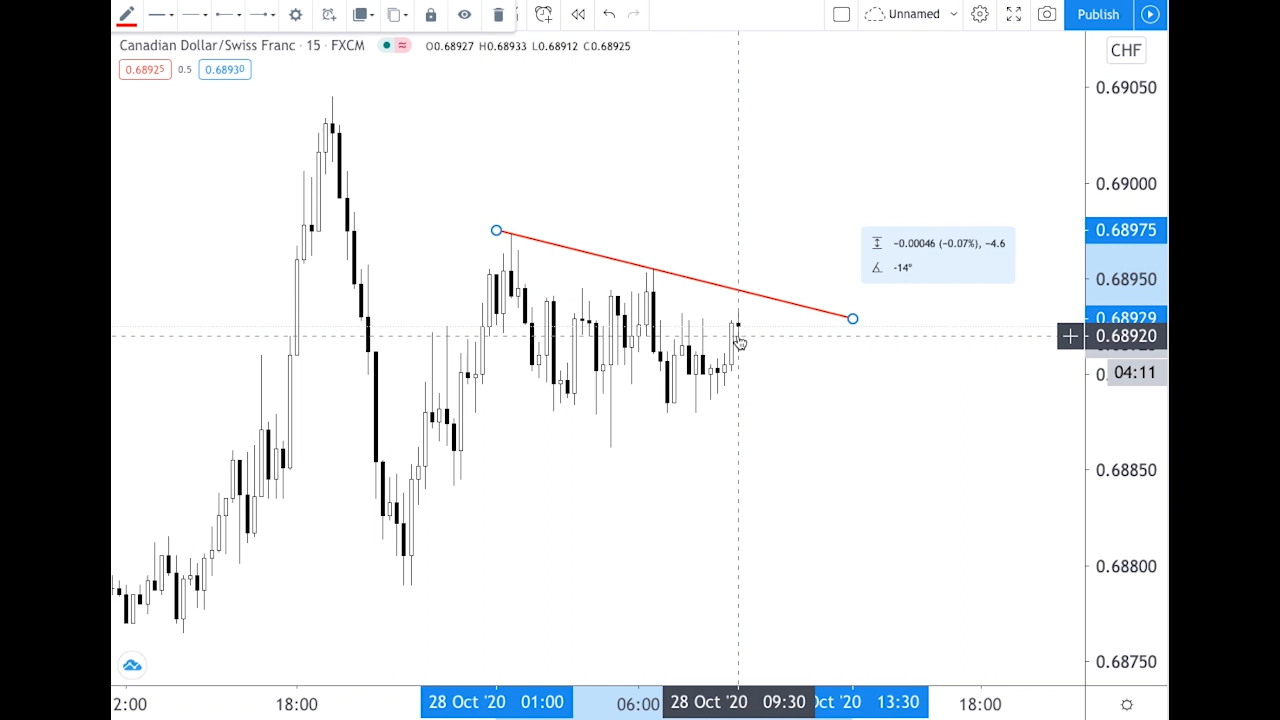 Unnamed
Publish
Canadian Dollar/Swiss Franc · 15 · FXCM
O0.68927 H0.68933 L0.68912 C0.68925
0.68925 0.5 0.68930
CHF
0.69050
0.69000
0.68975
−0.00046 (−0.07%), −4.6
-14°
0.68950
0.68929
0.68920
04:11
0.68850
0.68800
0.68750
2:00
18:00
28 Oct '20 01:00
06:00
28 Oct '20 09:30
Oct '20 13:30
18:00